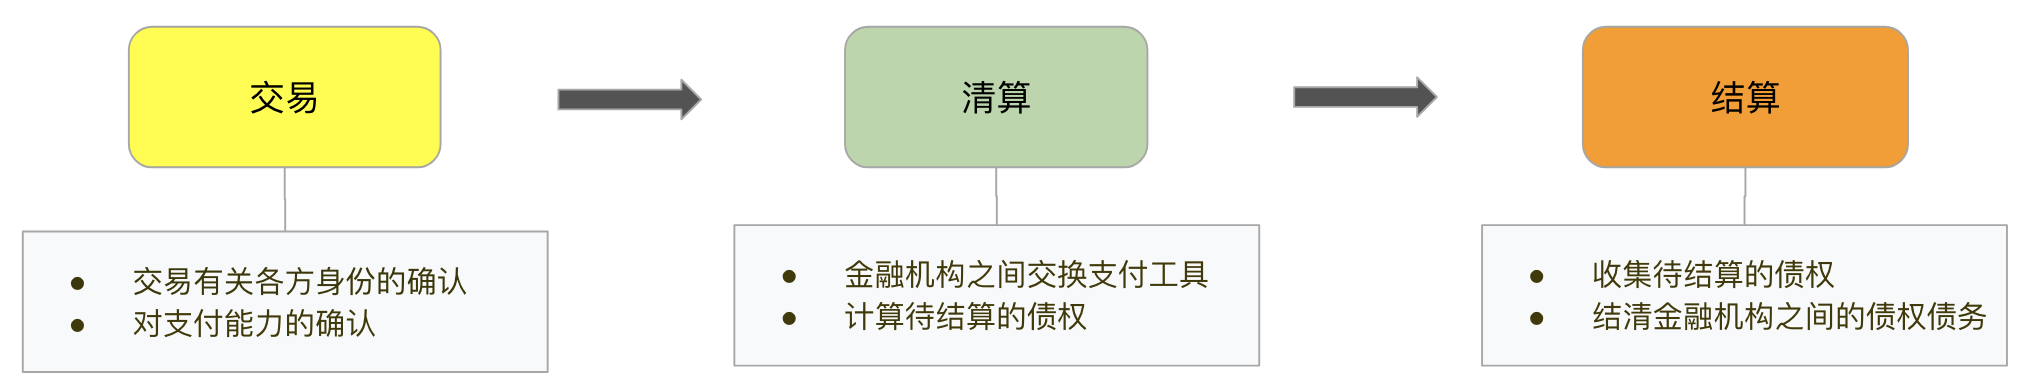 交易
清算
结算
● 交易有关各方身份的确认
● 对支付能力的确认
● 金融机构之间交换支付工具
● 计算待结算的债权
● 收集待结算的债权
● 结清金融机构之间的债权债务